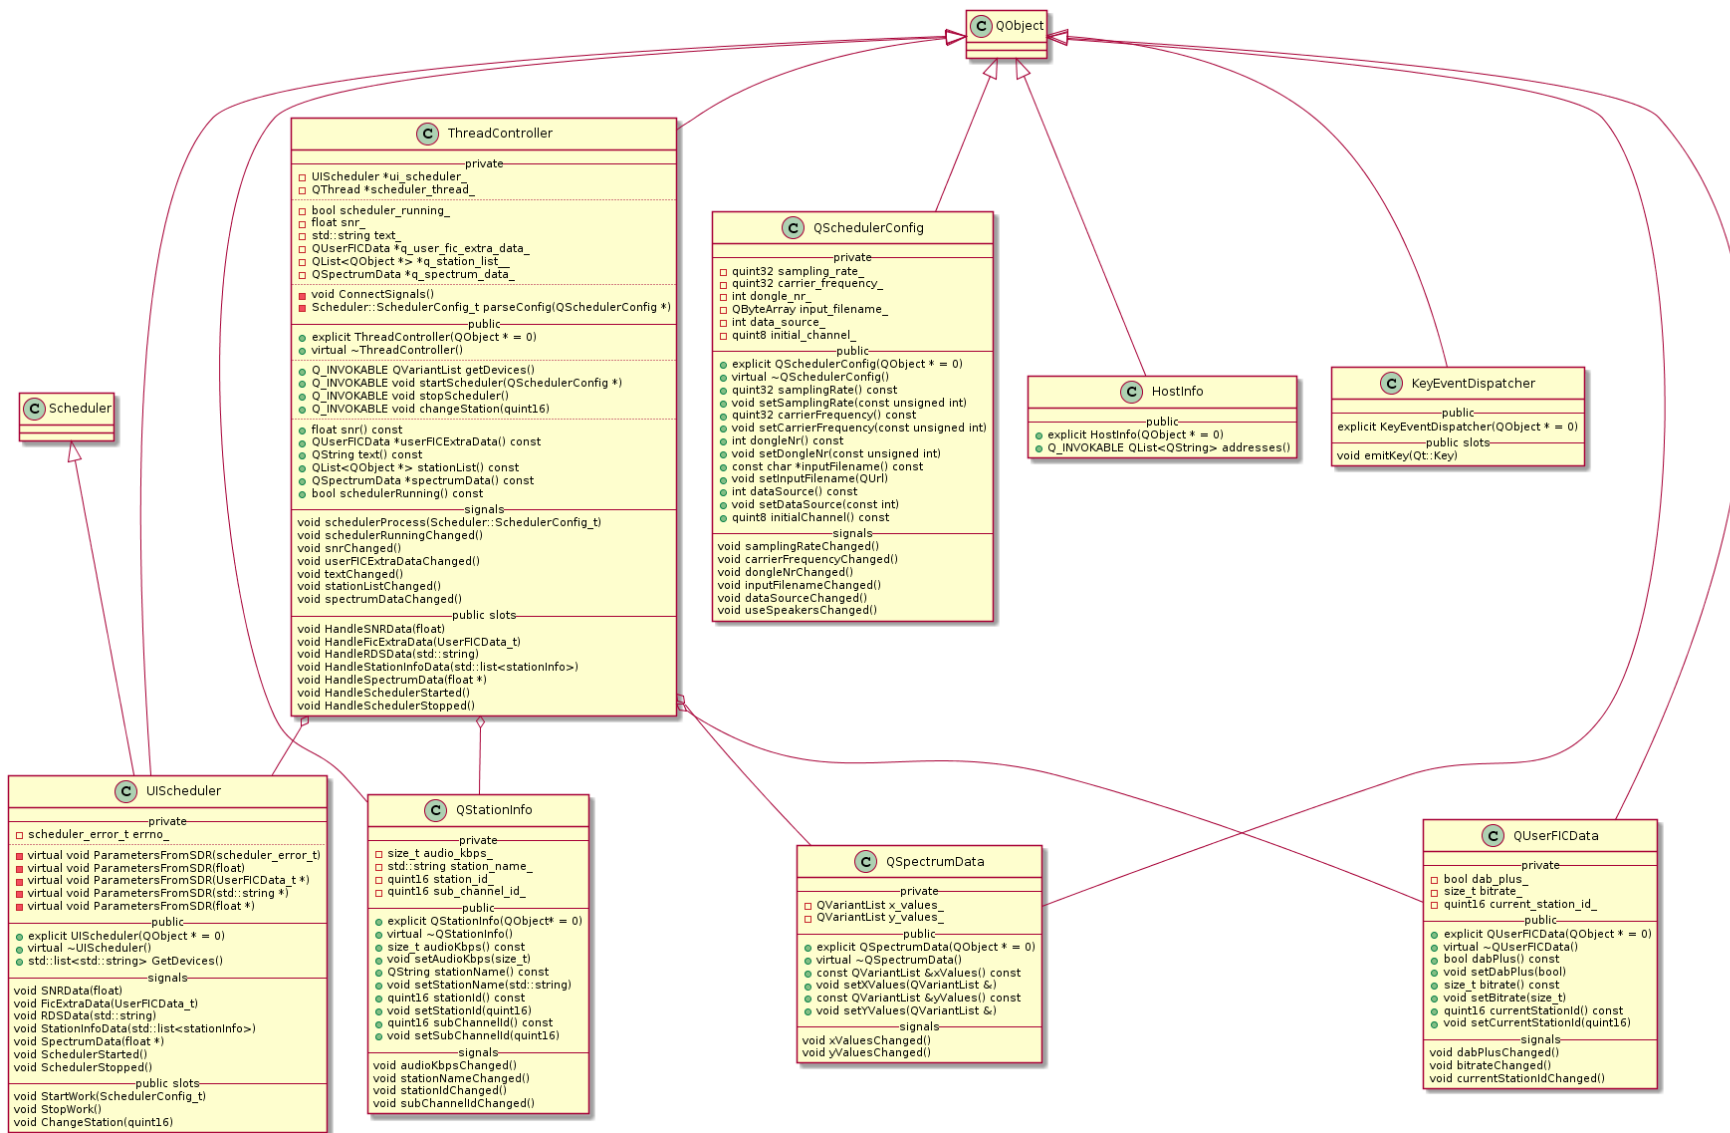 C QObject
C ThreadController
private
UIScheduler *ui_scheduler_
QThread *scheduler_thread_
bool scheduler_running_
float snr_
std::string text_
QUserFICData *q_user_fic_extra_data_
QList<QObject *> *q_station_list__
QSpectrumData *q_spectrum_data_
void ConnectSignals()
Scheduler::SchedulerConfig_t parseConfig(QSchedulerConfig *)
public
explicit ThreadController(QObject * = 0)
virtual ~ThreadController()
Q_INVOKABLE QVariantList getDevices()
Q_INVOKABLE void startScheduler(QSchedulerConfig *)
Q_INVOKABLE void stopScheduler()
Q_INVOKABLE void changeStation(quint16)
float snr() const
QUserFICData *userFICExtraData() const
QString text() const
QList<QObject *> stationList() const
QSpectrumData *spectrumData() const
bool schedulerRunning() const
signals
void schedulerProcess(Scheduler::SchedulerConfig_t)
void schedulerRunningChanged()
void snrChanged()
void userFICExtraDataChanged()
void textChanged()
void stationListChanged()
void spectrumDataChanged()
public slots
void HandleSNRData(float)
void HandleFicExtraData(UserFICData_t)
void HandleRDSData(std::string)
void HandleStationInfoData(std::list<stationInfo>)
void HandleSpectrumData(float *)
void HandleSchedulerStarted()
void HandleSchedulerStopped()
C QSchedulerConfig
private
quint32 sampling_rate_
quint32 carrier_frequency_
int dongle_nr_
QByteArray input_filename_
int data_source_
quint8 initial_channel_
public
explicit QSchedulerConfig(QObject * = 0)
virtual ~QSchedulerConfig()
quint32 samplingRate() const
void setSamplingRate(const unsigned int)
quint32 carrierFrequency() const
void setCarrierFrequency(const unsigned int)
int dongleNr() const
void setDongleNr(const unsigned int)
const char *inputFilename() const
void setInputFilename(QUrl)
int dataSource() const
void setDataSource(const int)
quint8 initialChannel() const
signals
void samplingRateChanged()
void carrierFrequencyChanged()
void dongleNrChanged()
void inputFilenameChanged()
void dataSourceChanged()
void useSpeakersChanged()
C HostInfo
public
explicit HostInfo(QObject * = 0)
Q_INVOKABLE QList<QString> addresses()
C KeyEventDispatcher
public
explicit KeyEventDispatcher(QObject * = 0)
public slots
void emitKey(Qt::Key)
C Scheduler
C UIScheduler
private
scheduler_error_t errno_
virtual void ParametersFromSDR(scheduler_error_t)
virtual void ParametersFromSDR(float)
virtual void ParametersFromSDR(UserFICData_t *)
virtual void ParametersFromSDR(std::string *)
virtual void ParametersFromSDR(float *)
public
explicit UIScheduler(QObject * = 0)
virtual ~UIScheduler()
std::list<std::string> GetDevices()
signals
void SNRData(float)
void FicExtraData(UserFICData_t)
void RDSData(std::string)
void StationInfoData(std::list<stationInfo>)
void SpectrumData(float *)
void SchedulerStarted()
void SchedulerStopped()
public slots
void StartWork(SchedulerConfig_t)
void StopWork()
void ChangeStation(quint16)
C QStationInfo
private
size_t audio_kbps_
std::string station_name_
quint16 station_id_
quint16 sub_channel_id_
public
explicit QStationInfo(QObject* = 0)
virtual ~QStationInfo()
size_t audioKbps() const
void setAudioKbps(size_t)
QString stationName() const
void setStationName(std::string)
quint16 stationId() const
void setStationId(quint16)
quint16 subChannelId() const
void setSubChannelId(quint16)
signals
void audioKbpsChanged()
void stationNameChanged()
void stationIdChanged()
void subChannelIdChanged()
C QSpectrumData
private
QVariantList x_values_
QVariantList y_values_
public
explicit QSpectrumData(QObject * = 0)
virtual ~QSpectrumData()
const QVariantList &xValues() const
void setXValues(QVariantList &)
const QVariantList &yValues() const
void setYValues(QVariantList &)
signals
void xValuesChanged()
void yValuesChanged()
C QUserFICData
private
bool dab_plus_
size_t bitrate_
quint16 current_station_id_
public
explicit QUserFICData(QObject * = 0)
virtual ~QUserFICData()
bool dabPlus() const
void setDabPlus(bool)
size_t bitrate() const
void setBitrate(size_t)
quint16 currentStationId() const
void setCurrentStationId(quint16)
signals
void dabPlusChanged()
void bitrateChanged()
void currentStationIdChanged()